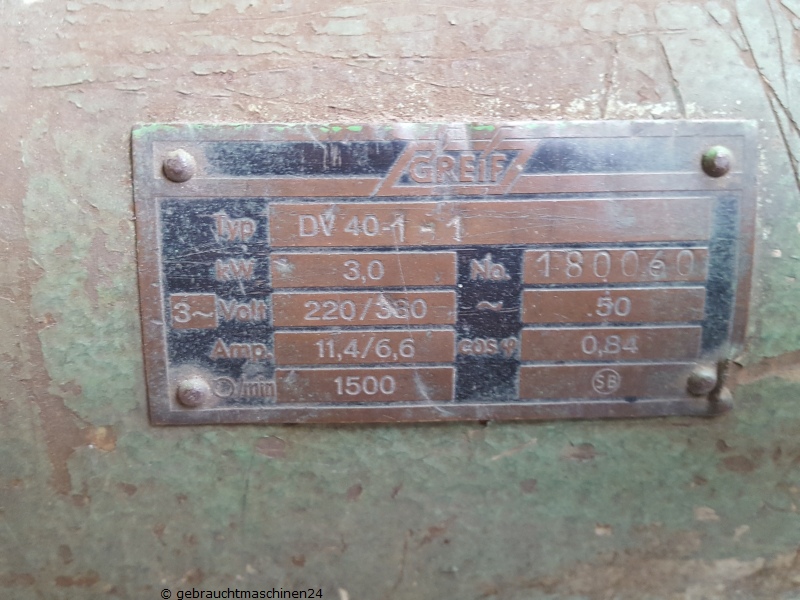 GREIF
Typ DV 40-1 - 1
kW 3,0 No. 180060
3~ Volt 220/380 ~ 50
Amp. 11,4/6,6 cos φ 0,84
/min 1500 SB
© gebrauchtmaschinen24